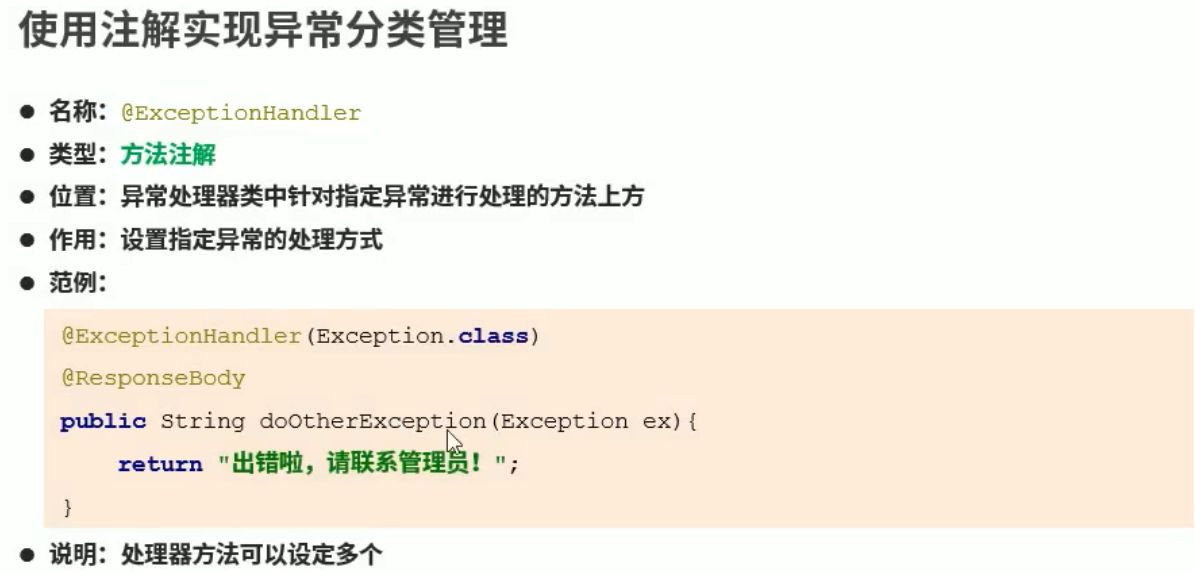 使用注解实现异常分类管理
● 名称：@ExceptionHandler
● 类型：方法注解
● 位置：异常处理器类中针对指定异常进行处理的方法上方
● 作用：设置指定异常的处理方式
● 范例：
@ExceptionHandler(Exception.class)
@ResponseBody
public String doOtherException(Exception ex){
    return "出错啦，请联系管理员！";
}
● 说明：处理器方法可以设定多个